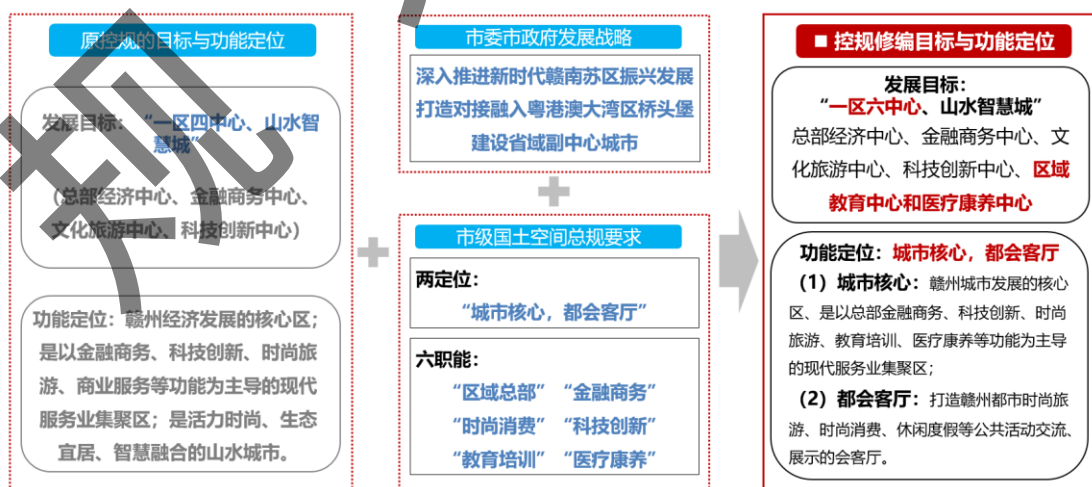 原控规的目标与功能定位
发展目标：“一区四中心、山水智
慧城”
（总部经济中心、金融商务中心、
文化旅游中心、科技创新中心）
功能定位：赣州经济发展的核心区；
是以金融商务、科技创新、时尚旅
游、商业服务等功能为主导的现代
服务业集聚区；是活力时尚、生态
宜居、智慧融合的山水城市。
市委市政府发展战略
深入推进新时代赣南苏区振兴发展
打造对接融入粤港澳大湾区桥头堡
建设省域副中心城市
市级国土空间总规要求
两定位：
“城市核心，都会客厅”
六职能：
“区域总部” “金融商务”
“时尚消费” “科技创新”
“教育培训” “医疗康养”
■ 控规修编目标与功能定位
发展目标：
“一区六中心、山水智慧城”
总部经济中心、金融商务中心、文
化旅游中心、科技创新中心、区域
教育中心和医疗康养中心
功能定位：城市核心，都会客厅
（1）城市核心：赣州城市发展的核心
区、是以总部金融商务、科技创新、时尚
旅游、教育培训、医疗康养等功能为主导
的现代服务业集聚区；
（2）都会客厅：打造赣州都市时尚旅
游、时尚消费、休闲度假等公共活动交流、
展示的会客厅。
规